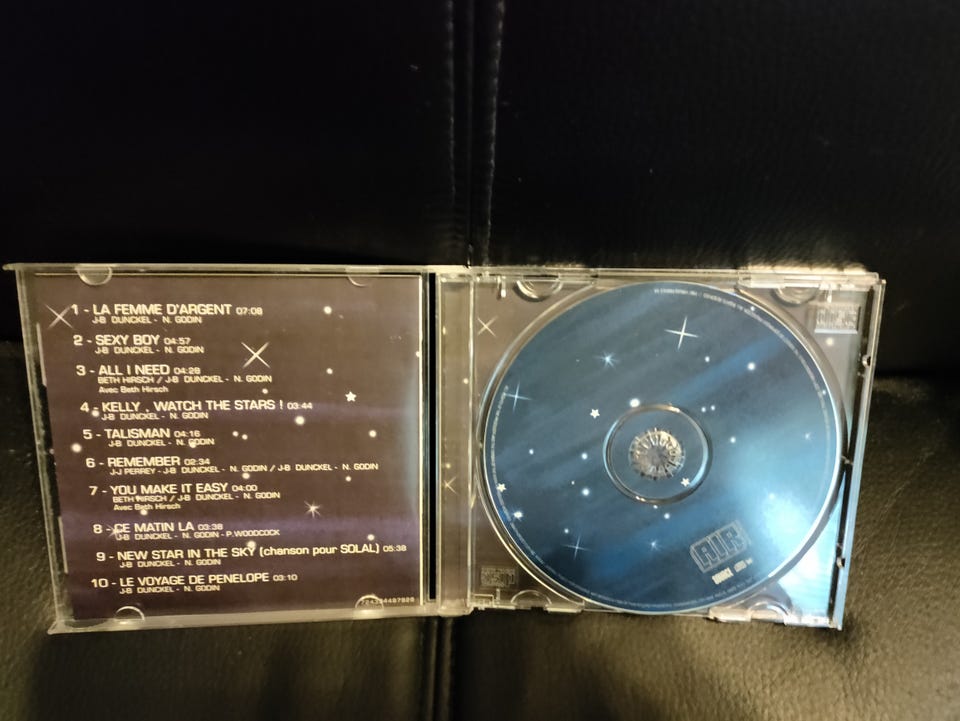 1 - LA FEMME D'ARGENT 07:08
J-B DUNCKEL - N. GODIN
2 - SEXY BOY 04:57
J-B DUNCKEL - N. GODIN
3 - ALL I NEED 04:28
BETH HIRSCH / J-B DUNCKEL - N. GODIN
Avec Beth Hirsch
4 - KELLY, WATCH THE STARS ! 03:44
J-B DUNCKEL - N. GODIN
5 - TALISMAN 04:16
J-B DUNCKEL - N. GODIN
6 - REMEMBER 02:34
J-J PERREY - J-B DUNCKEL - N. GODIN / J-B DUNCKEL - N. GODIN
7 - YOU MAKE IT EASY 04:00
BETH HIRSCH / J-B DUNCKEL - N. GODIN
Avec Beth Hirsch
8 - CE MATIN LA 03:38
J-B DUNCKEL - N. GODIN - P.WOODCOCK
9 - NEW STAR IN THE SKY (chanson pour SOLAL) 05:38
J-B DUNCKEL - N. GODIN
10 - LE VOYAGE DE PENELOPE 03:10
J-B DUNCKEL - N. GODIN
AIR